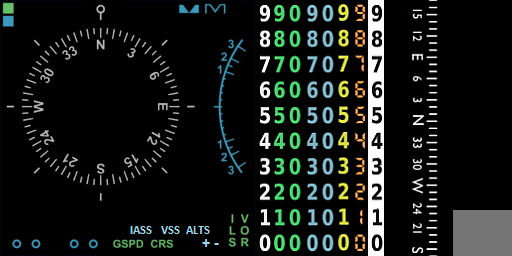 N
3
6
E
12
15
S
21
24
W
30
33
3
2
1
1
2
3
IASS VSS ALTS
GSPD CRS
+ -
I V
L O
S R
9 9 0 9 0 9 9 9
8 8 0 8 0 8 8 8
7 7 0 7 0 7 7 7
6 6 0 6 0 6 6 6
5 5 0 5 0 5 5 5
4 4 0 4 0 4 4 4
3 3 0 3 0 3 3 3
2 2 0 2 0 2 2 2
1 1 0 1 0 1 1 1
0 0 0 0 0 0 0 0
15
12
E
6
3
N
33
30
W
24
21
S